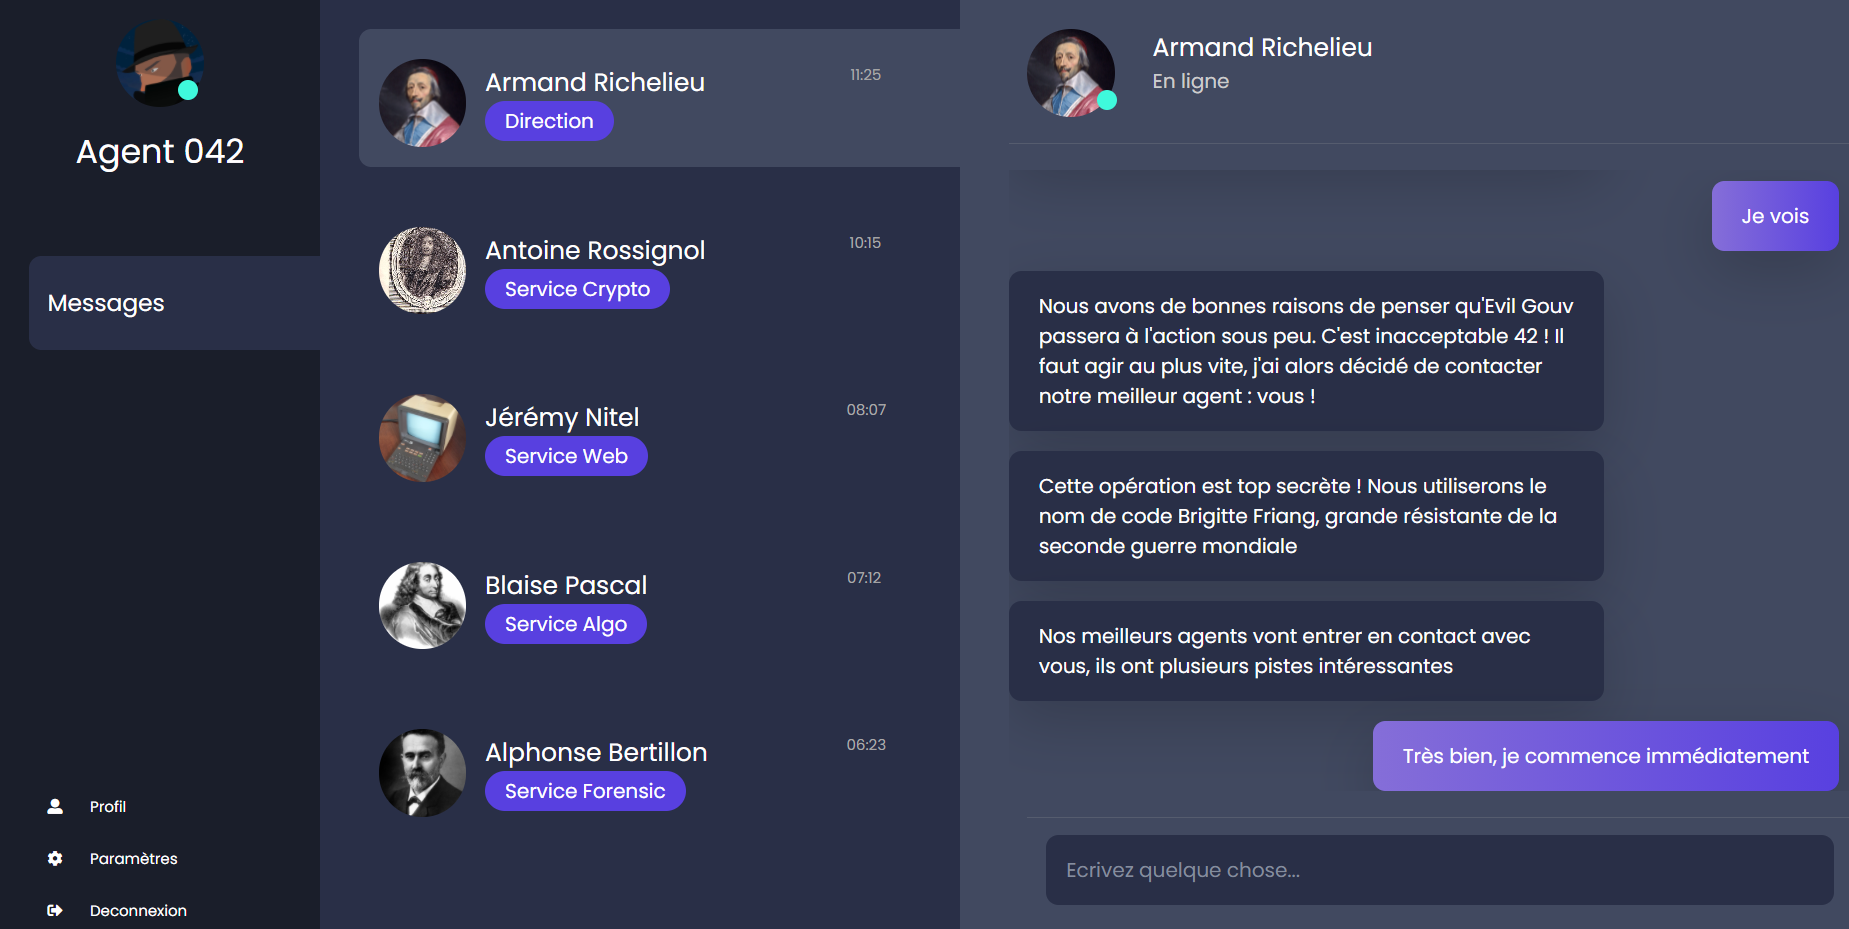 Agent 042
Messages
Profil
Paramètres
Deconnexion
Armand Richelieu
11:25
Direction
Antoine Rossignol
10:15
Service Crypto
Jérémy Nitel
08:07
Service Web
Blaise Pascal
07:12
Service Algo
Alphonse Bertillon
06:23
Service Forensic
Armand Richelieu
En ligne
Je vois
Nous avons de bonnes raisons de penser qu'Evil Gouv
passera à l'action sous peu. C'est inacceptable 42 ! Il
faut agir au plus vite, j'ai alors décidé de contacter
notre meilleur agent : vous !
Cette opération est top secrète ! Nous utiliserons le
nom de code Brigitte Friang, grande résistante de la
seconde guerre mondiale
Nos meilleurs agents vont entrer en contact avec
vous, ils ont plusieurs pistes intéressantes
Très bien, je commence immédiatement
Ecrivez quelque chose...